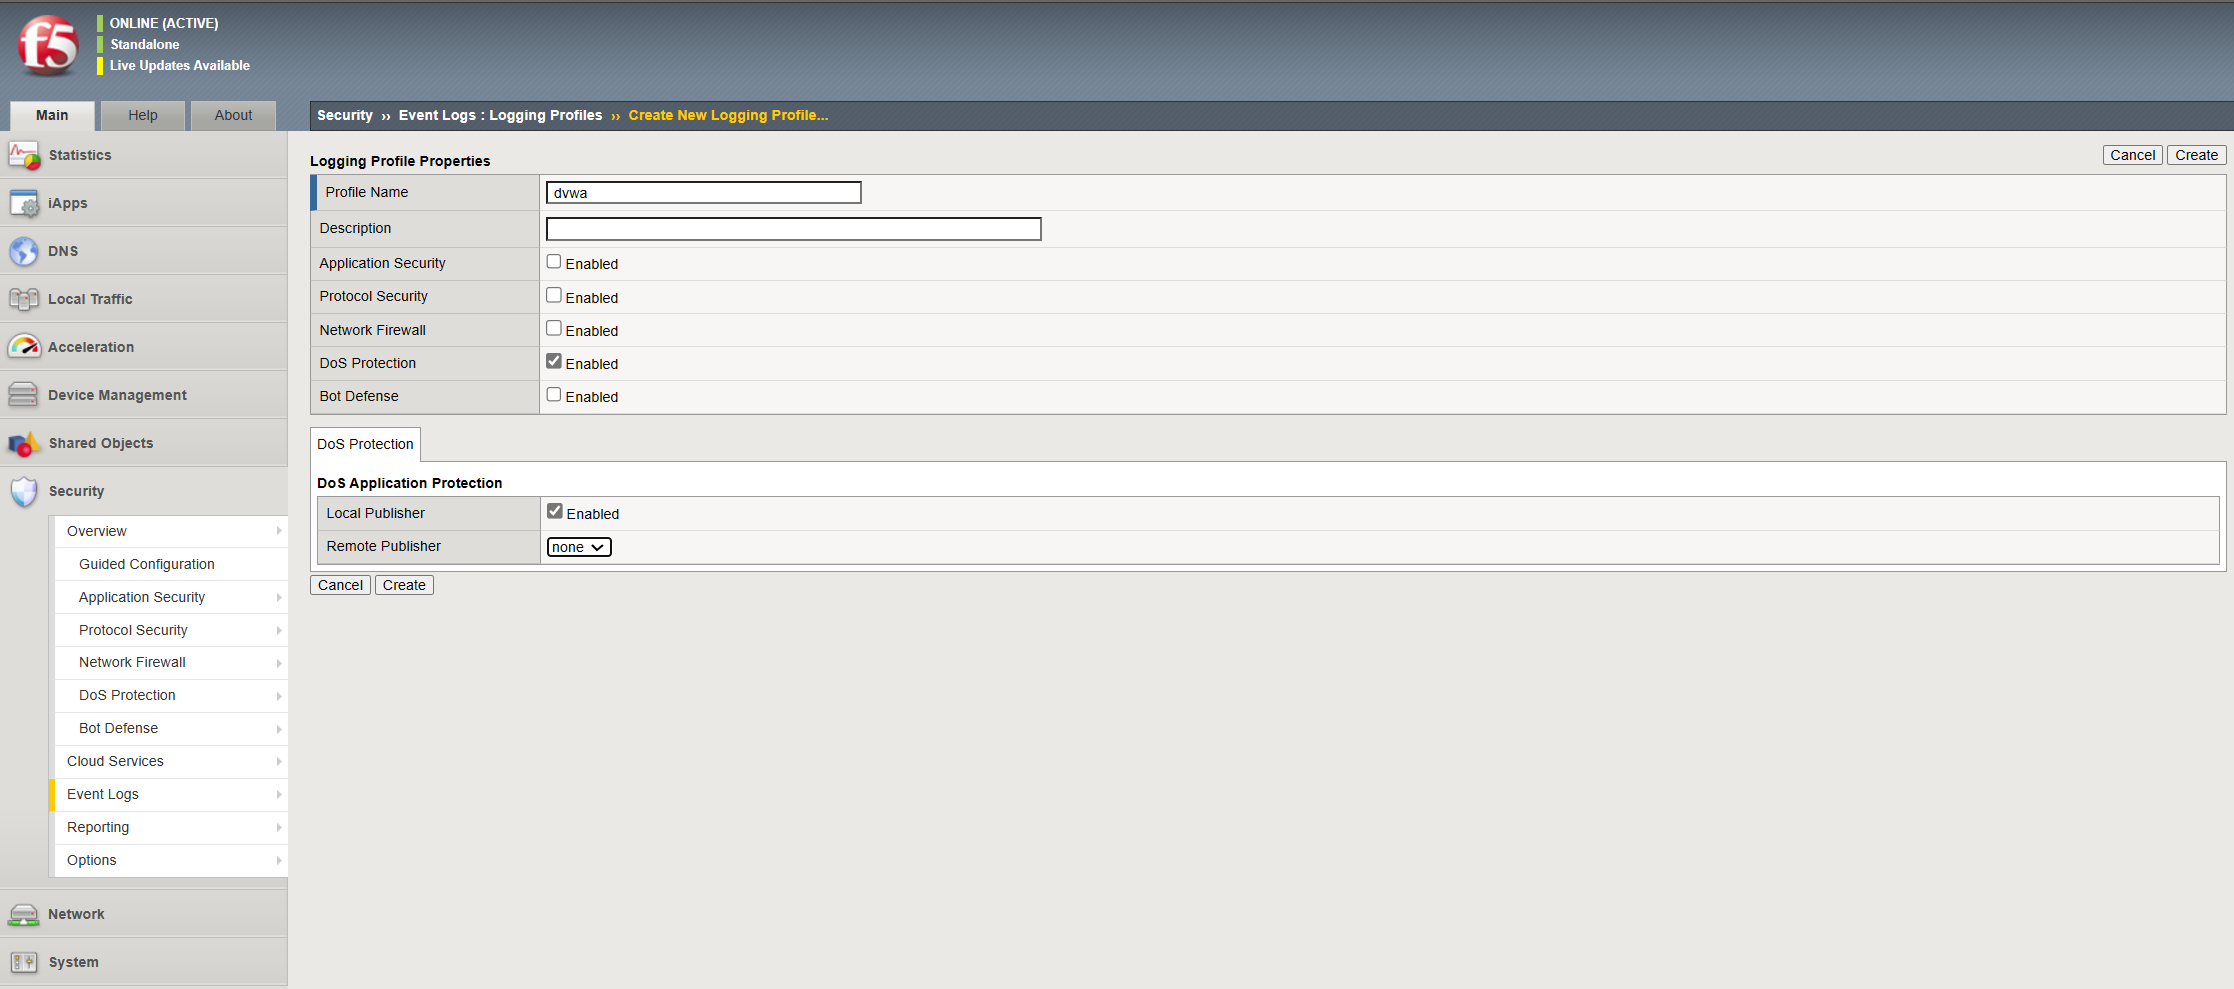 f5
ONLINE (ACTIVE)
Standalone
Live Updates Available
Main Help About
Security ›› Event Logs : Logging Profiles ›› Create New Logging Profile...
Statistics
iApps
DNS
Local Traffic
Acceleration
Device Management
Shared Objects
Security
Overview
Guided Configuration
Application Security
Protocol Security
Network Firewall
DoS Protection
Bot Defense
Cloud Services
Event Logs
Reporting
Options
Network
System
Logging Profile Properties
Cancel Create
Profile Name dvwa
Description
Application Security Enabled
Protocol Security Enabled
Network Firewall Enabled
DoS Protection Enabled
Bot Defense Enabled
DoS Protection
DoS Application Protection
Local Publisher Enabled
Remote Publisher none
Cancel Create